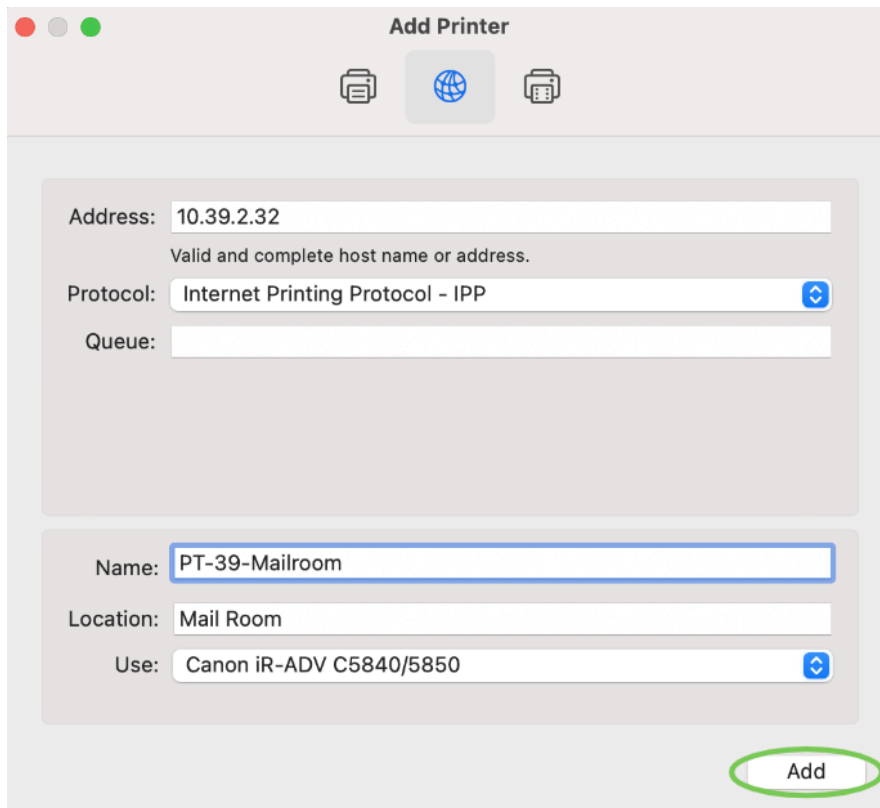 Add Printer
Address: 10.39.2.32
Valid and complete host name or address.
Protocol: Internet Printing Protocol - IPP
Queue:
Name: PT-39-Mailroom
Location: Mail Room
Use: Canon iR-ADV C5840/5850
Add